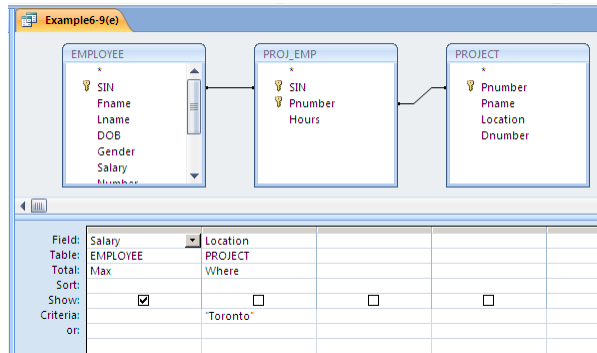 Example6-9(e)
EMPLOYEE
*
SIN
Fname
Lname
DOB
Gender
Salary
Number
PROJ_EMP
*
SIN
Pnumber
Hours
PROJECT
*
Pnumber
Pname
Location
Dnumber
Field: Salary Location
Table: EMPLOYEE PROJECT
Total: Max Where
Sort:
Show:
Criteria: "Toronto"
or: